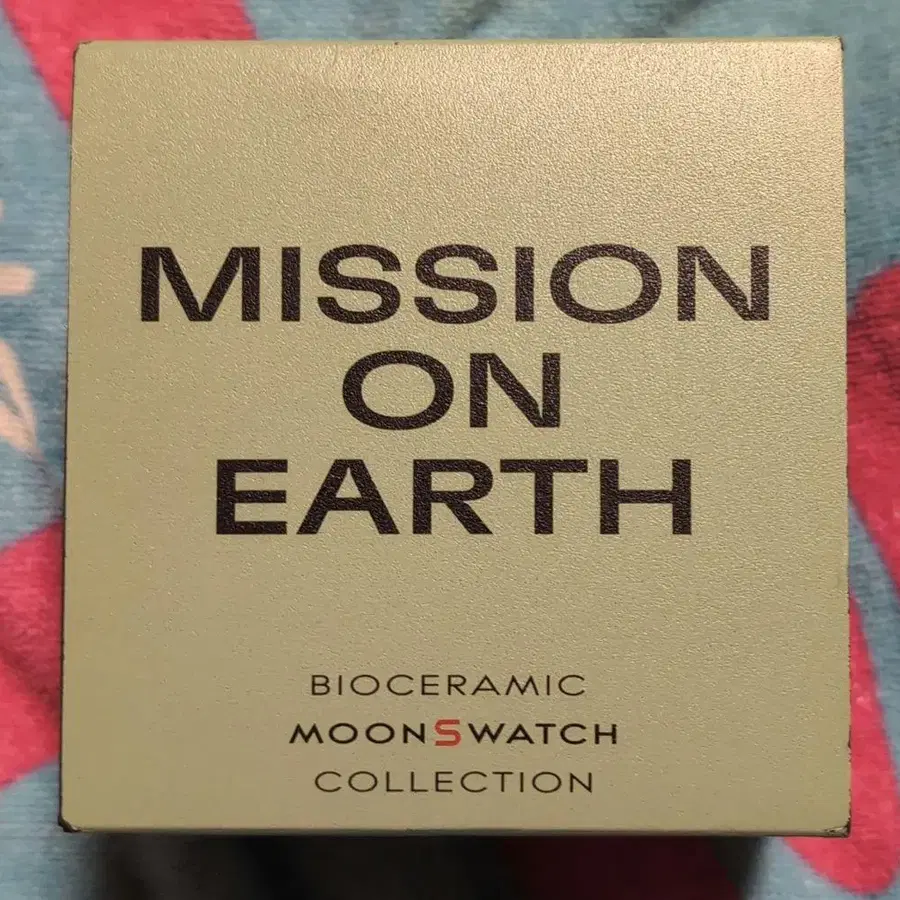 MISSION
ON
EARTH
BIOCERAMIC
MOONSWATCH
COLLECTION